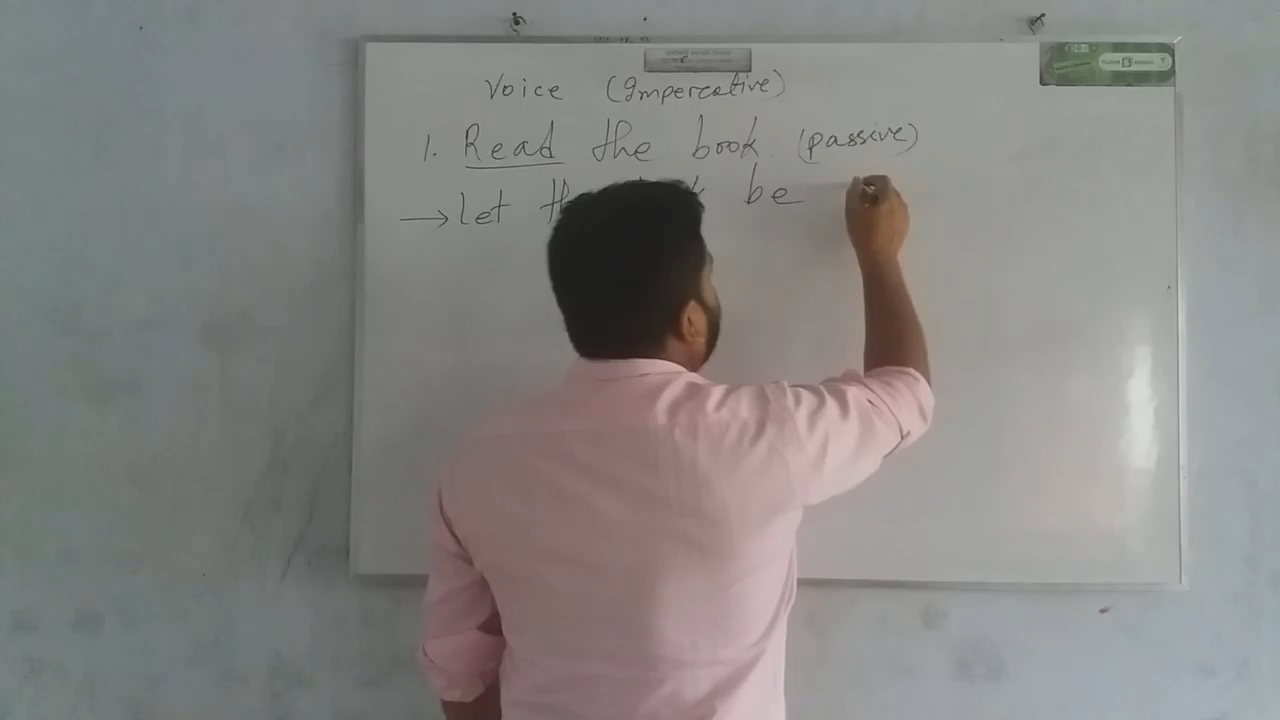 Voice (Imperative)
1. Read the book (passive)
→ Let be